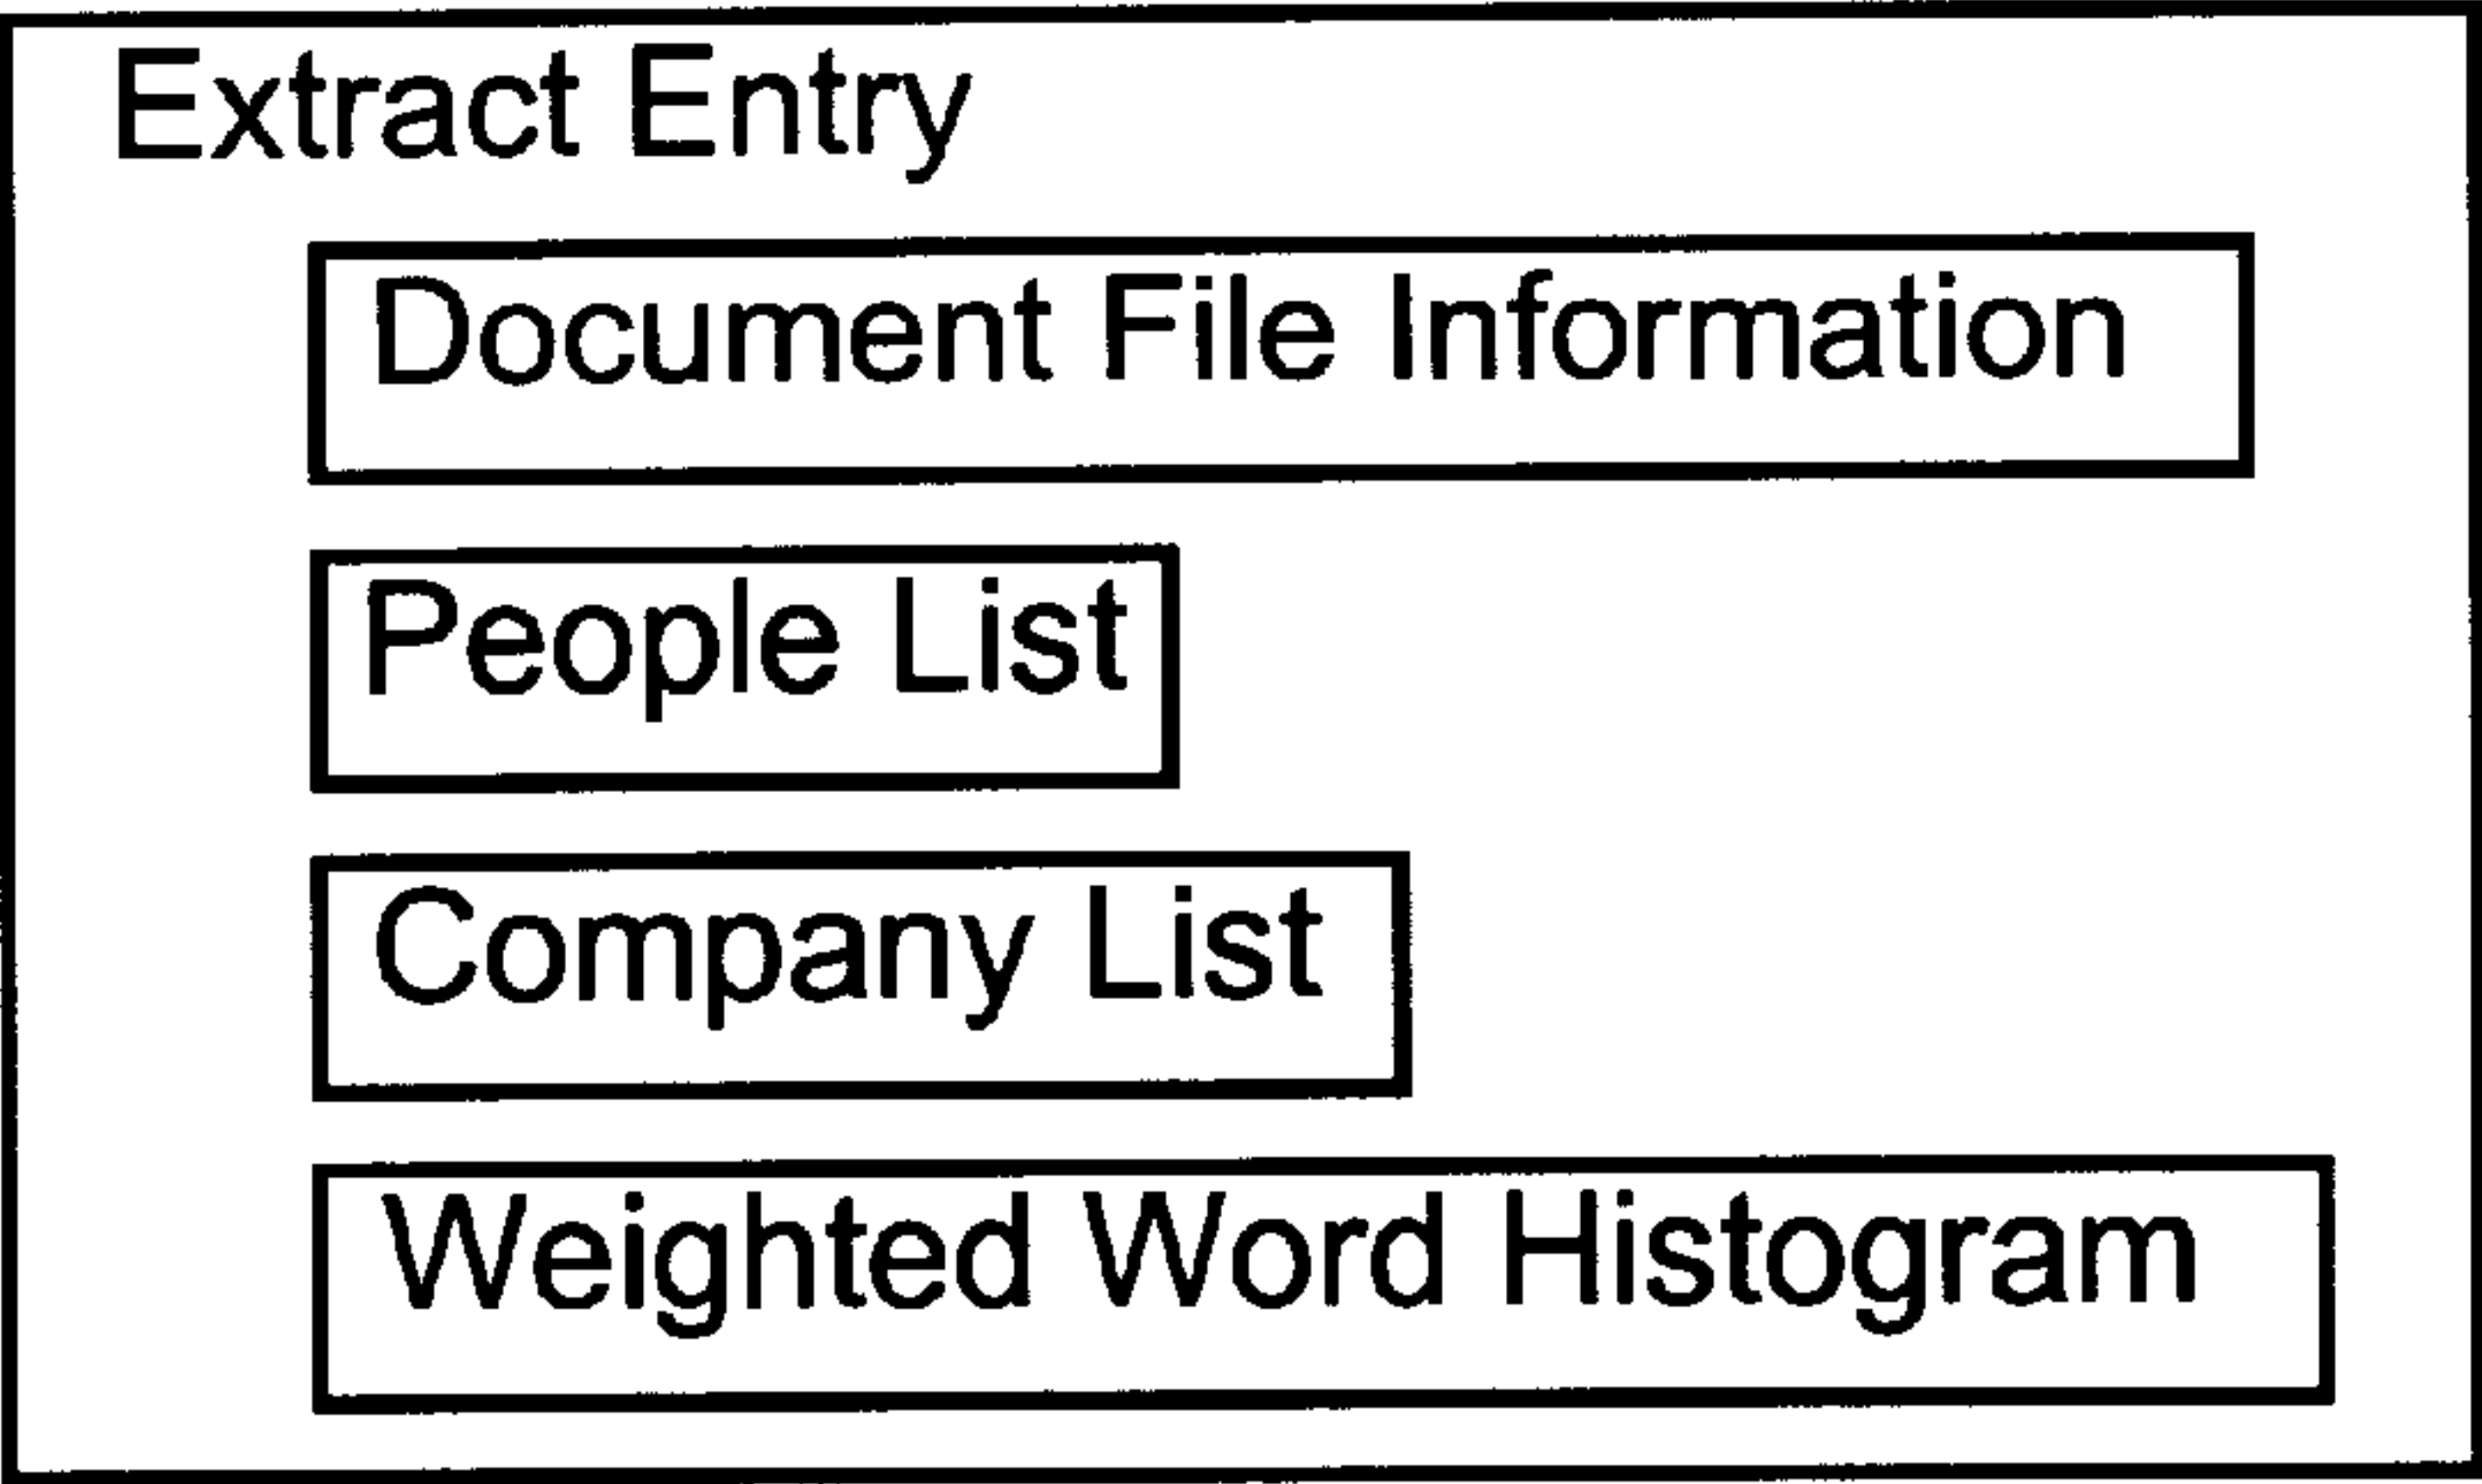 Extract Entry
Document File Information
People List
Company List
Weighted Word Histogram